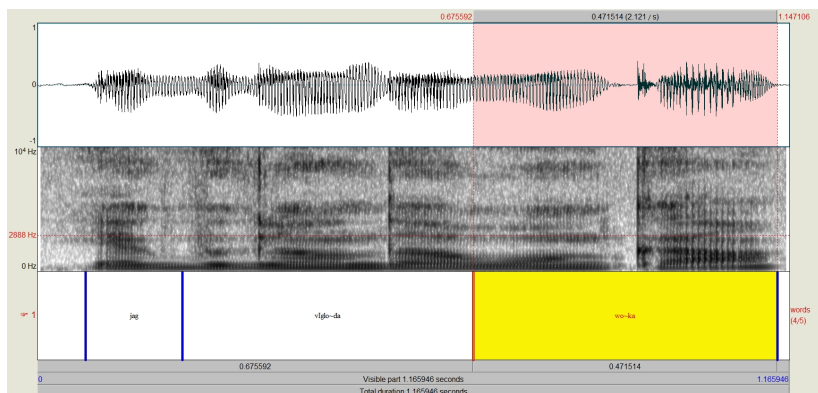 0.675592 0.471514 (2.121 / s) 1.147106
1
0
-1
10⁴ Hz
2888 Hz
0 Hz
☞ 1 jag vIglo~da wo~ka words
(4/5)
0.675592 0.471514
0 Visible part 1.165946 seconds 1.165946
Total duration 1.165946 seconds